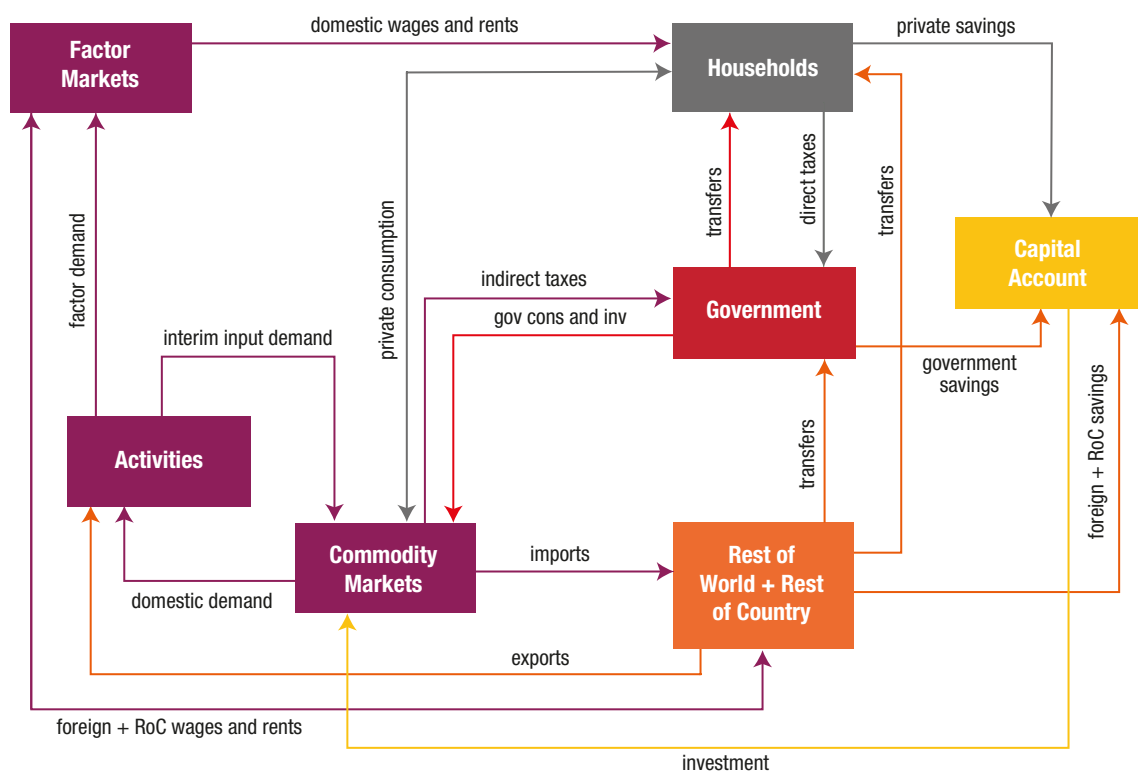 domestic wages and rents
private savings
Factor
Markets
Households
factor demand
private consumption
transfers
direct taxes
transfers
Capital
Account
indirect taxes
Government
gov cons and inv
interim input demand
government
savings
foreign + RoC savings
Activities
transfers
Commodity
Markets
imports
Rest of
World + Rest
of Country
domestic demand
exports
foreign + RoC wages and rents
investment